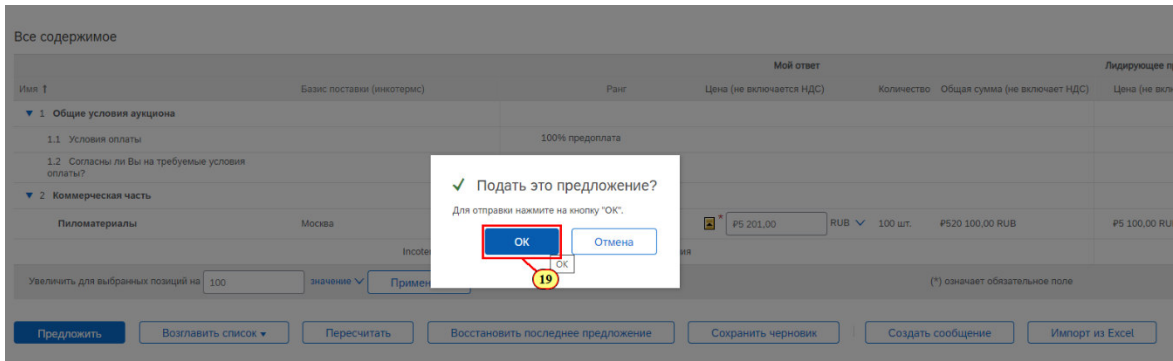 Все содержимое
Мой ответ Лидирующее п
Имя ↑ Базис поставки (инкотермс) Ранг Цена (не включается НДС) Количество Общая сумма (не включает НДС) Цена (не вкл
▼ 1 Общие условия аукциона
1.1 Условия оплаты 100% предоплата
1.2 Согласны ли Вы на требуемые условия
оплаты?
▼ 2 Коммерческая часть
Пиломатериалы Москва * ₽5 201,00 RUB 100 шт. ₽520 100,00 RUB ₽5 100,00 RU
Incote ия
Увеличить для выбранных позиций на 100 значение Примен (*) означает обязательное поле
Подать это предложение?
Для отправки нажмите на кнопку "ОК".
ОК Отмена
ОК
19
Предложить Возглавить список ▾ Пересчитать Восстановить последнее предложение Сохранить черновик Создать сообщение Импорт из Excel